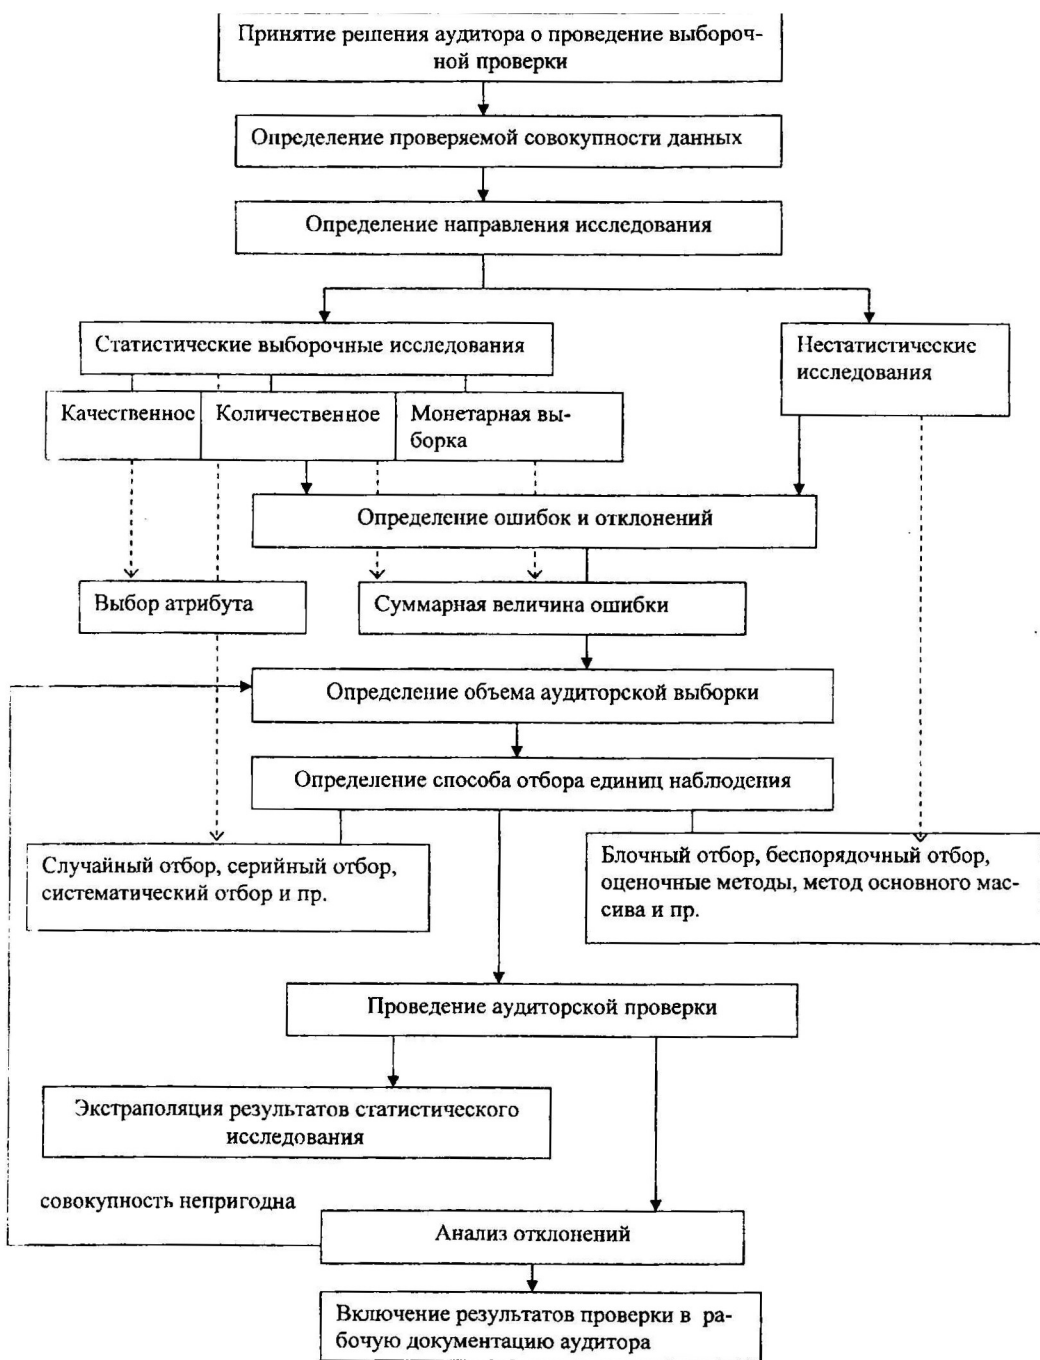 Принятие решения аудитора о проведение выбороч-
ной проверки
Определение проверяемой совокупности данных
Определение направления исследования
Статистические выборочные исследования
Нестатистические
исследования
Качественное
Количественное
Монетарная вы-
борка
Определение ошибок и отклонений
Выбор атрибута
Суммарная величина ошибки
Определение объема аудиторской выборки
Определение способа отбора единиц наблюдения
Случайный отбор, серийный отбор,
систематический отбор и пр.
Блочный отбор, беспорядочный отбор,
оценочные методы, метод основного мас-
сива и пр.
Проведение аудиторской проверки
Экстраполяция результатов статистического
исследования
совокупность непригодна
Анализ отклонений
Включение результатов проверки в ра-
бочую документацию аудитора